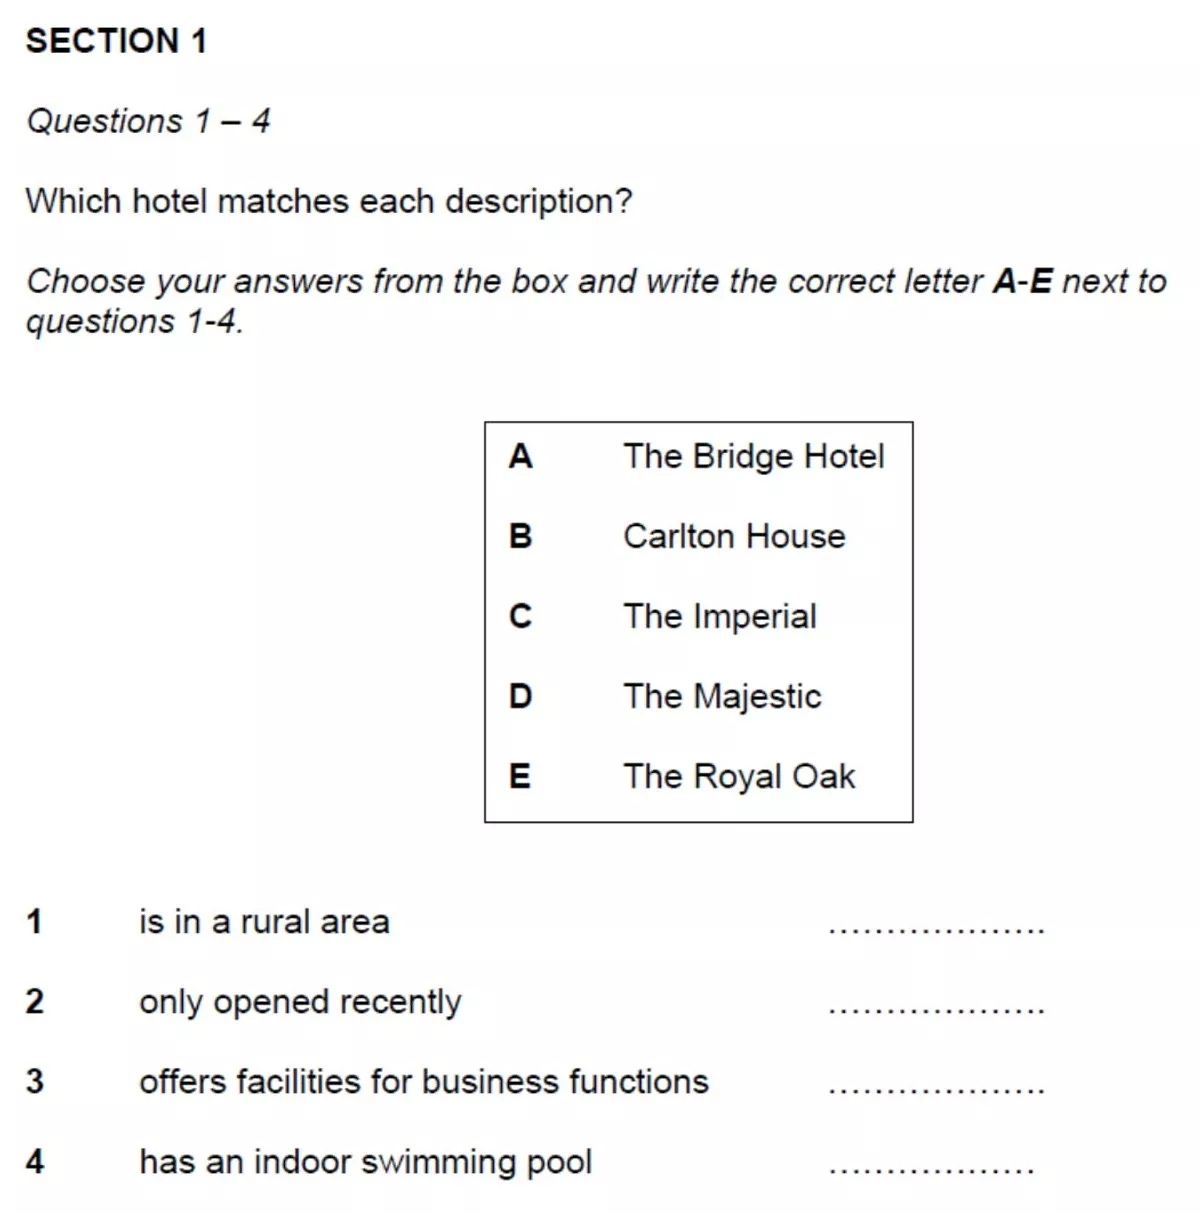 SECTION 1
Questions 1 – 4
Which hotel matches each description?
Choose your answers from the box and write the correct letter A-E next to
questions 1-4.
A The Bridge Hotel
B Carlton House
C The Imperial
D The Majestic
E The Royal Oak
1 is in a rural area ...................
2 only opened recently ...................
3 offers facilities for business functions ...................
4 has an indoor swimming pool ..................